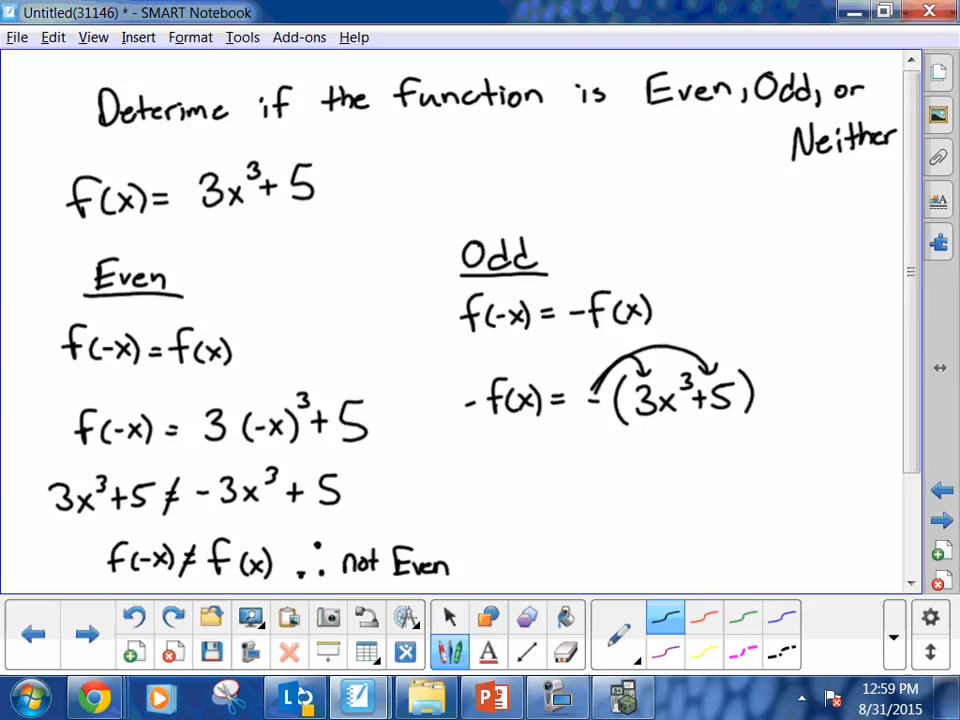 Untitled(31146) * - SMART Notebook
File Edit View Insert Format Tools Add-ons Help
Deterime if the function is Even, Odd, or
Neither
f(x)= 3x³+5
Even
f(-x)=f(x)
f(-x) = 3 (-x)³+5
3x³+5 ≠ -3x³ + 5
f(-x)≠f(x) ∴ not Even
Odd
f(-x) = -f(x)
-f(x) = -(3x³+5)
12:59 PM
8/31/2015